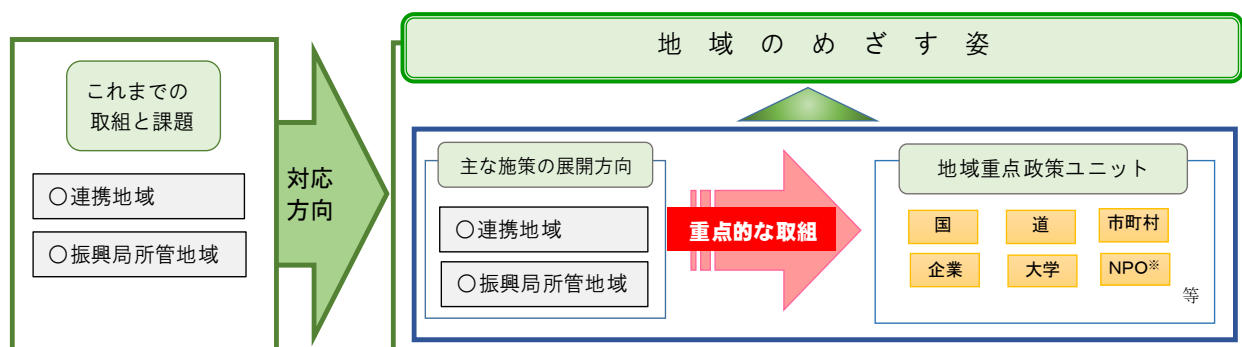 地域のめざす姿
これまでの
取組と課題
〇連携地域
〇振興局所管地域
対応
方向
主な施策の展開方向
〇連携地域
〇振興局所管地域
重点的な取組
地域重点政策ユニット
国 道 市町村
企業 大学 NPO※
等